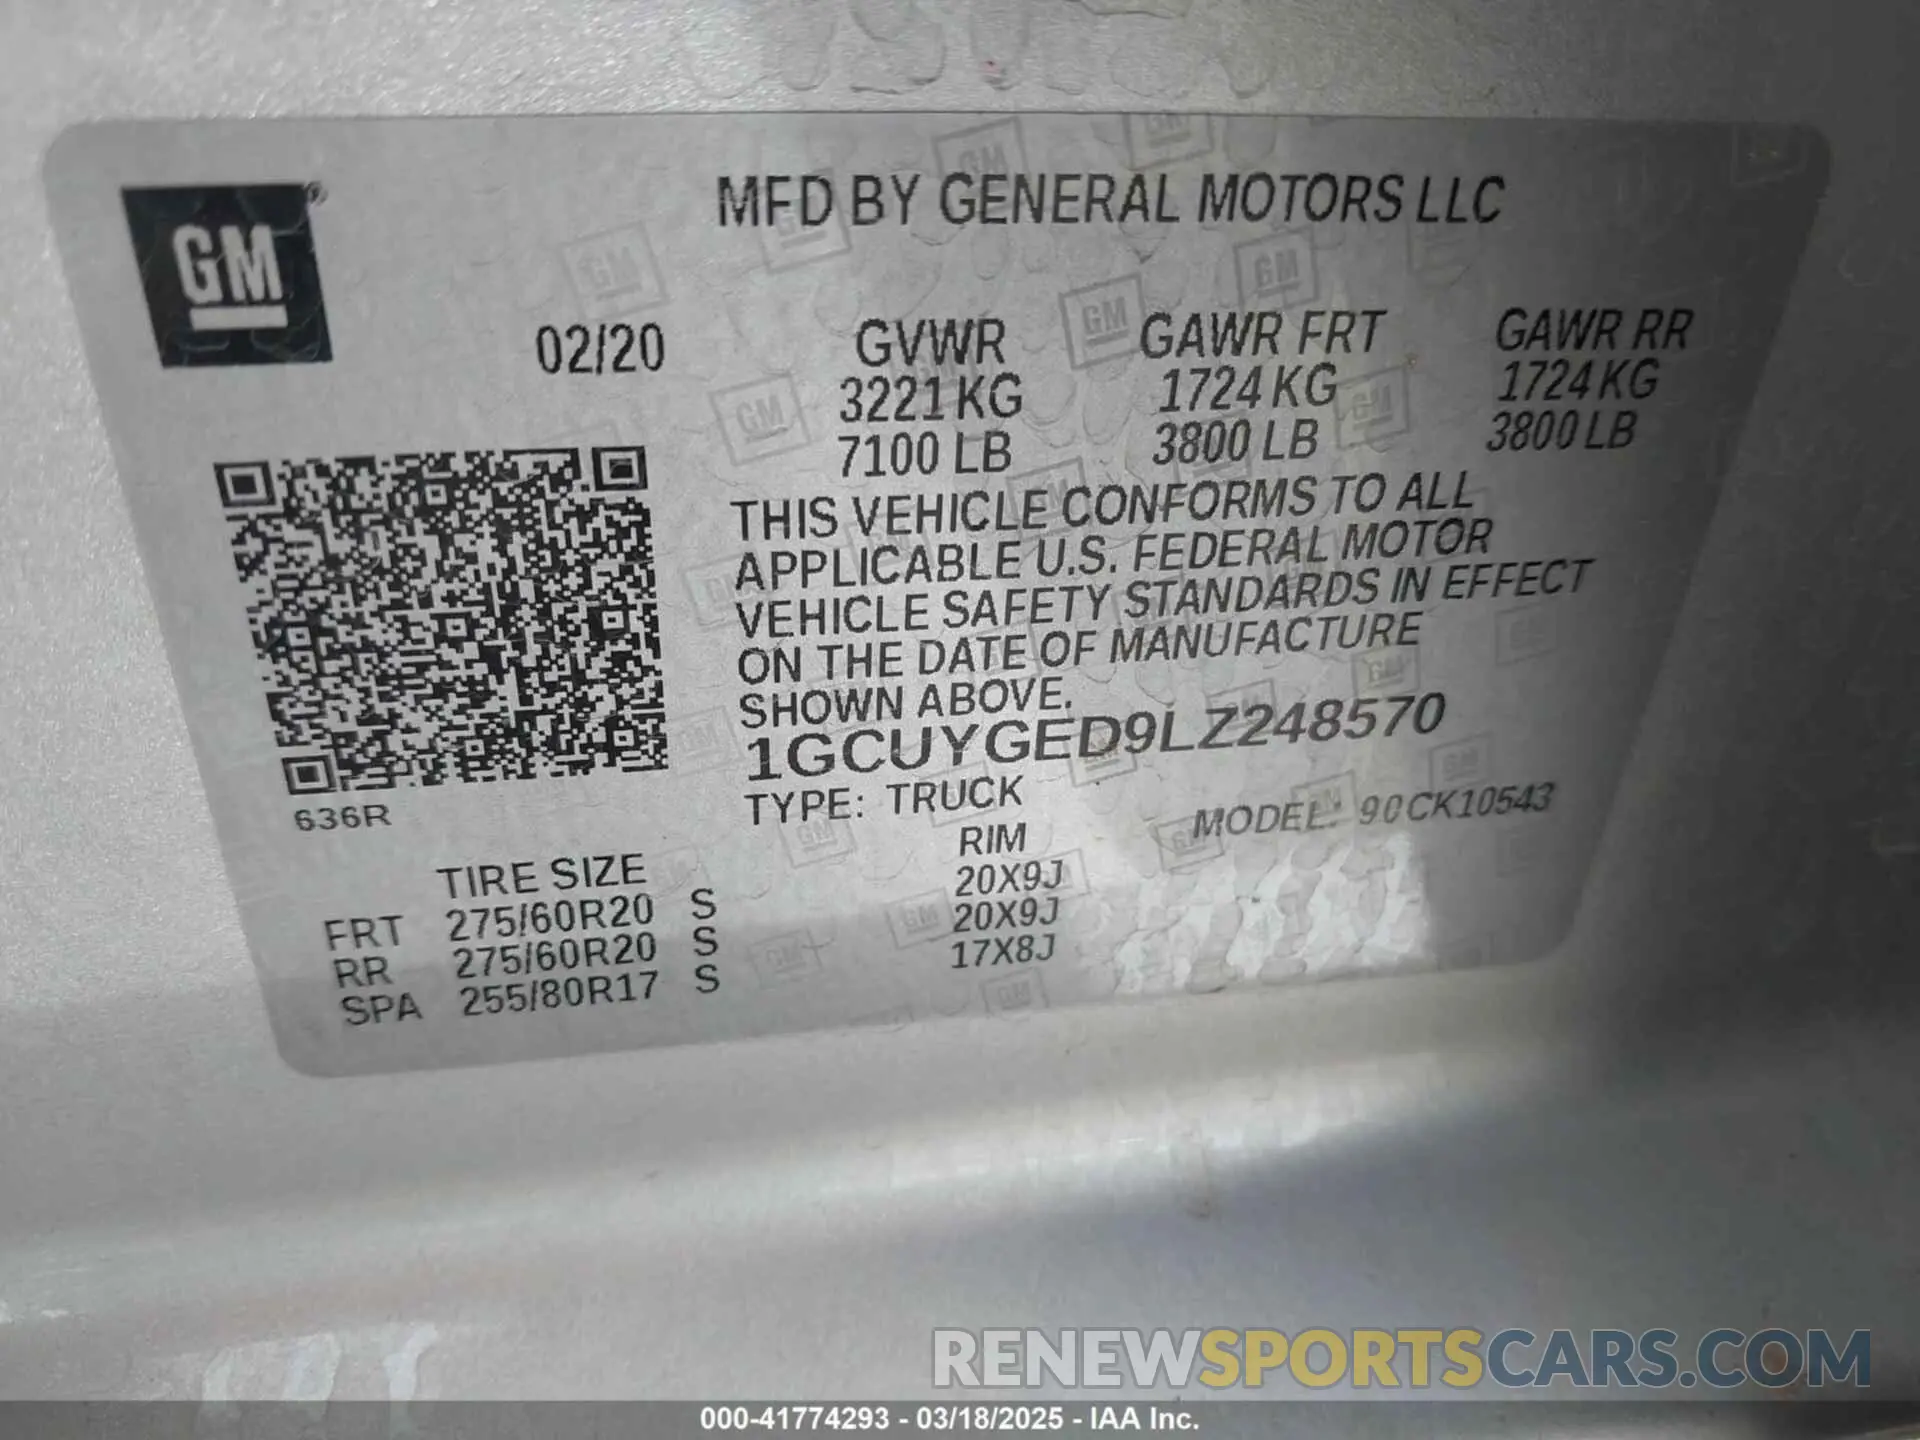 GM®
MFD BY GENERAL MOTORS LLC
02/20 GVWR GAWR FRT GAWR RR
3221 KG 1724 KG 1724 KG
7100 LB 3800 LB 3800 LB
THIS VEHICLE CONFORMS TO ALL
APPLICABLE U.S. FEDERAL MOTOR
VEHICLE SAFETY STANDARDS IN EFFECT
ON THE DATE OF MANUFACTURE
SHOWN ABOVE.
1GCUYGED9LZ248570
TYPE: TRUCK MODEL: 90CK10543
636R
TIRE SIZE RIM
FRT 275/60R20 S 20X9J
RR 275/60R20 S 20X9J
SPA 255/80R17 S 17X8J
RENEWSPORTSCARS.COM
000-41774293 - 03/18/2025 - IAA Inc.